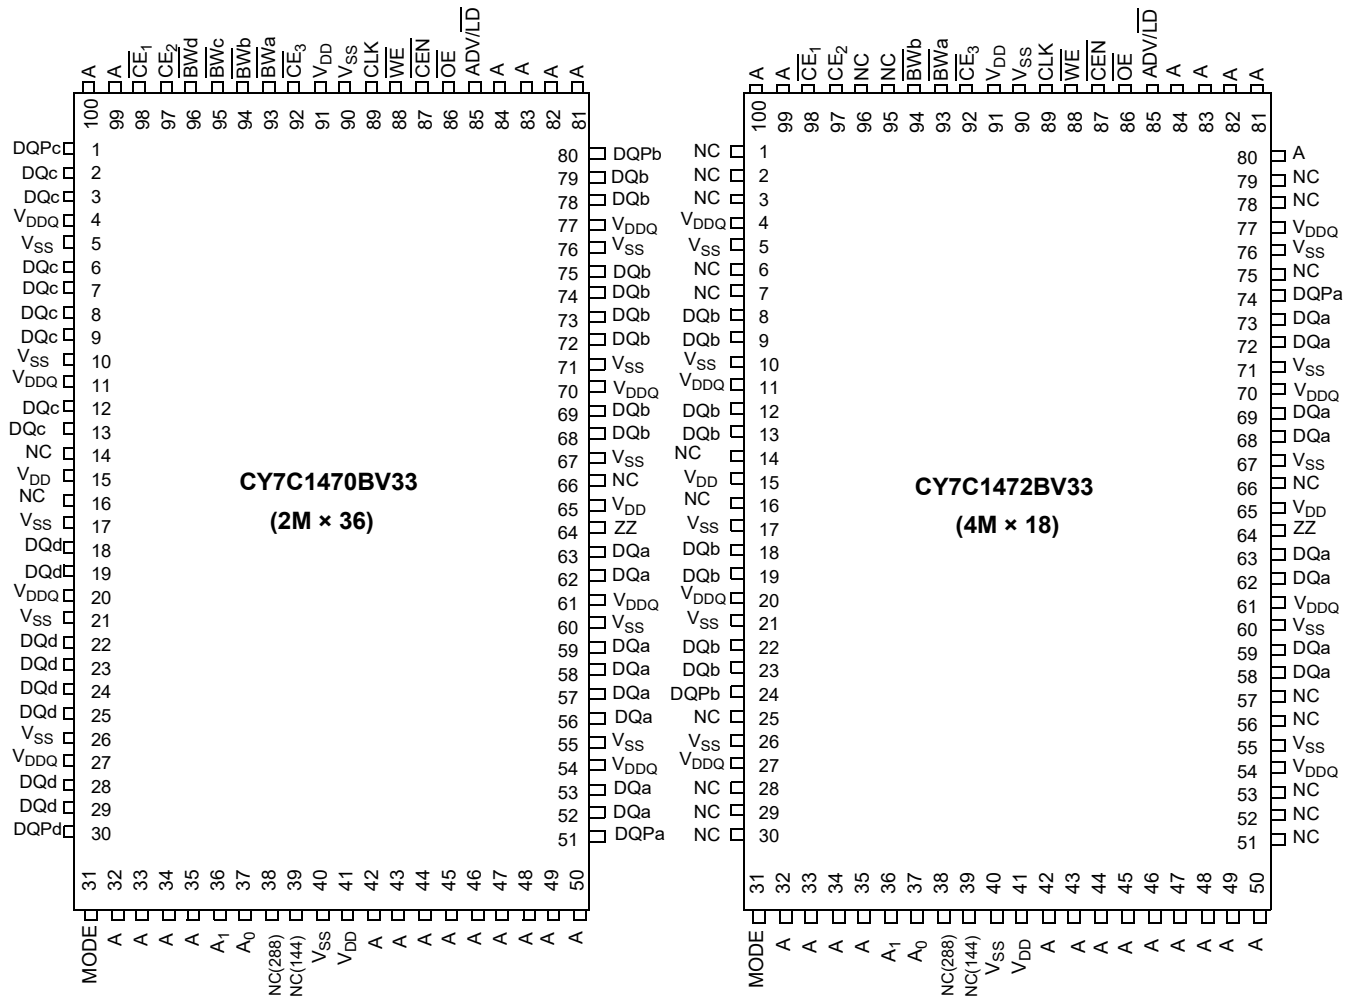 A A CE1 CE2 BWd BWc BWb BWa CE3 VDD VSS CLK WE CEN OE ADV/LD A A A A
100 99 98 97 96 95 94 93 92 91 90 89 88 87 86 85 84 83 82 81
DQPc 1
DQc 2
DQc 3
VDDQ 4
VSS 5
DQc 6
DQc 7
DQc 8
DQc 9
VSS 10
VDDQ 11
DQc 12
DQc 13
NC 14
VDD 15
NC 16
VSS 17
DQd 18
DQd 19
VDDQ 20
VSS 21
DQd 22
DQd 23
DQd 24
DQd 25
VSS 26
VDDQ 27
DQd 28
DQd 29
DQPd 30
CY7C1470BV33
(2M × 36)
80 DQPb
79 DQb
78 DQb
77 VDDQ
76 VSS
75 DQb
74 DQb
73 DQb
72 DQb
71 VSS
70 VDDQ
69 DQb
68 DQb
67 VSS
66 NC
65 VDD
64 ZZ
63 DQa
62 DQa
61 VDDQ
60 VSS
59 DQa
58 DQa
57 DQa
56 DQa
55 VSS
54 VDDQ
53 DQa
52 DQa
51 DQPa
31 32 33 34 35 36 37 38 39 40 41 42 43 44 45 46 47 48 49 50
MODE A A A A A1 A0 NC(288) NC(144) VSS VDD A A A A A A A A A
A A CE1 CE2 NC NC BWb BWa CE3 VDD VSS CLK WE CEN OE ADV/LD A A A A
100 99 98 97 96 95 94 93 92 91 90 89 88 87 86 85 84 83 82 81
NC 1
NC 2
NC 3
VDDQ 4
VSS 5
NC 6
NC 7
DQb 8
DQb 9
VSS 10
VDDQ 11
DQb 12
DQb 13
NC 14
VDD 15
NC 16
VSS 17
DQb 18
DQb 19
VDDQ 20
VSS 21
DQb 22
DQb 23
DQPb 24
NC 25
VSS 26
VDDQ 27
NC 28
NC 29
NC 30
CY7C1472BV33
(4M × 18)
80 A
79 NC
78 NC
77 VDDQ
76 VSS
75 NC
74 DQPa
73 DQa
72 DQa
71 VSS
70 VDDQ
69 DQa
68 DQa
67 VSS
66 NC
65 VDD
64 ZZ
63 DQa
62 DQa
61 VDDQ
60 VSS
59 DQa
58 DQa
57 NC
56 NC
55 VSS
54 VDDQ
53 NC
52 NC
51 NC
31 32 33 34 35 36 37 38 39 40 41 42 43 44 45 46 47 48 49 50
MODE A A A A A1 A0 NC(288) NC(144) VSS VDD A A A A A A A A A